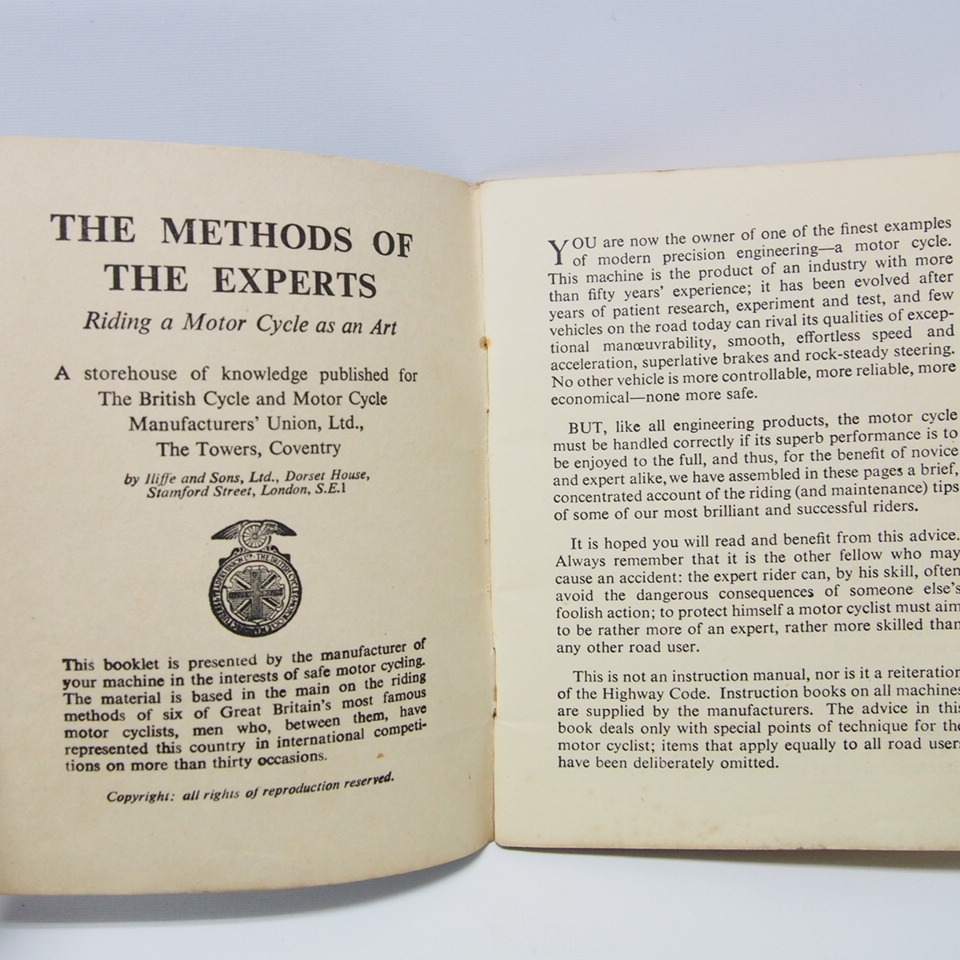 THE METHODS OF
THE EXPERTS
Riding a Motor Cycle as an Art
A storehouse of knowledge published for
The British Cycle and Motor Cycle
Manufacturers' Union, Ltd.,
The Towers, Coventry
by Iliffe and Sons, Ltd., Dorset House,
Stamford Street, London, S.E.1
This booklet is presented by the manufacturer of
your machine in the interests of safe motor cycling.
The material is based in the main on the riding
methods of six of Great Britain's most famous
motor cyclists, men who, between them, have
represented this country in international competi-
tions on more than thirty occasions.
Copyright: all rights of reproduction reserved.
YOU are now the owner of one of the finest examples
of modern precision engineering—a motor cycle.
This machine is the product of an industry with more
than fifty years' experience; it has been evolved after
years of patient research, experiment and test, and few
vehicles on the road today can rival its qualities of excep-
tional manœuvrability, smooth, effortless speed and
acceleration, superlative brakes and rock-steady steering.
No other vehicle is more controllable, more reliable, more
economical—none more safe.
BUT, like all engineering products, the motor cycle
must be handled correctly if its superb performance is to
be enjoyed to the full, and thus, for the benefit of novice
and expert alike, we have assembled in these pages a brief,
concentrated account of the riding (and maintenance) tips
of some of our most brilliant and successful riders.
It is hoped you will read and benefit from this advice.
Always remember that it is the other fellow who may
cause an accident: the expert rider can, by his skill, often
avoid the dangerous consequences of someone else's
foolish action; to protect himself a motor cyclist must aim
to be rather more of an expert, rather more skilled than
any other road user.
This is not an instruction manual, nor is it a reiteration
of the Highway Code. Instruction books on all machines
are supplied by the manufacturers. The advice in this
book deals only with special points of technique for the
motor cyclist; items that apply equally to all road users
have been deliberately omitted.